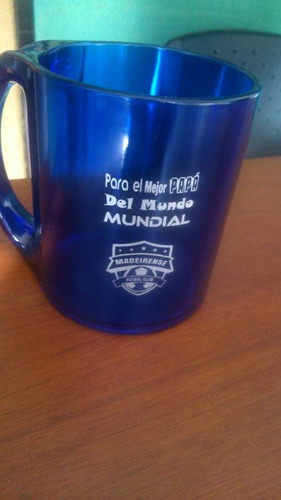 Para el Mejor PAPÁ
Del Mundo
MUNDIAL
MADEIRENSE
FUTBOL CLUB